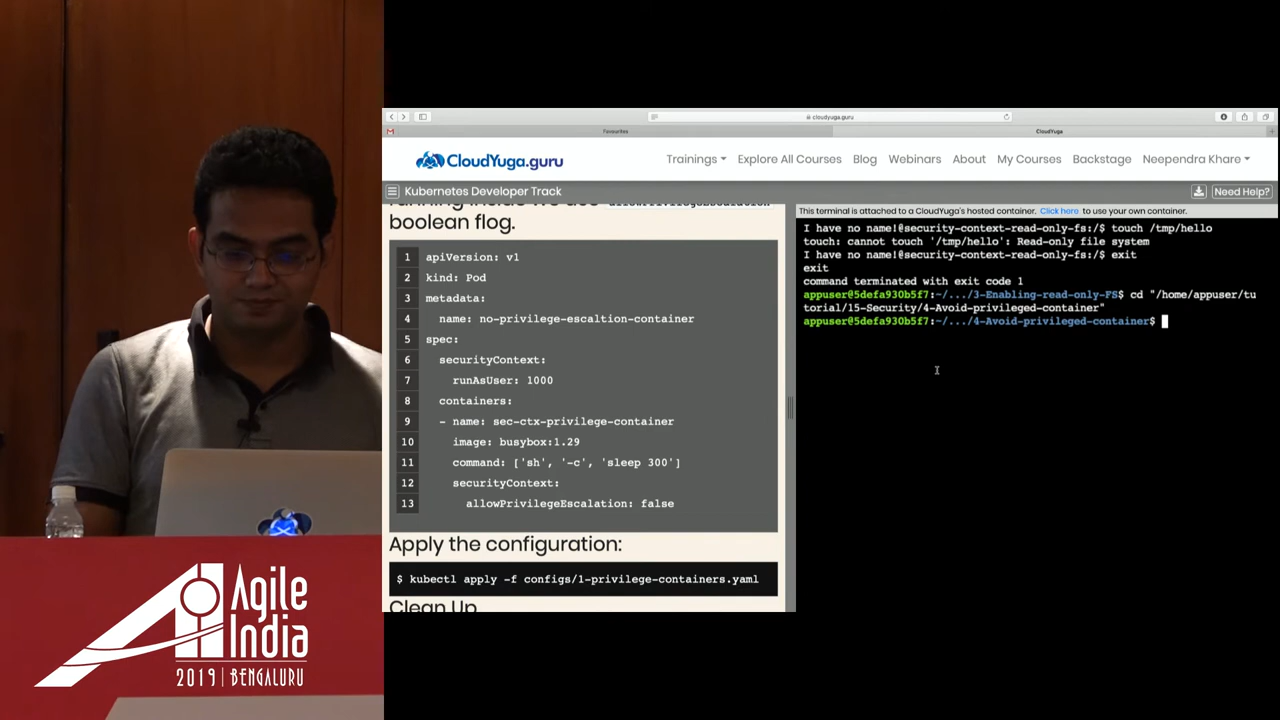 cloudyuga.guru
Favourites
CloudYuga
CloudYuga.guru
Trainings
Explore All Courses
Blog
Webinars
About
My Courses
Backstage
Neependra Khare
Kubernetes Developer Track
Need Help?
boolean flog.
1 apiVersion: v1
2 kind: Pod
3 metadata:
4 name: no-privilege-escaltion-container
5 spec:
6 securityContext:
7 runAsUser: 1000
8 containers:
9 - name: sec-ctx-privilege-container
10 image: busybox:1.29
11 command: ['sh', '-c', 'sleep 300']
12 securityContext:
13 allowPrivilegeEscalation: false
Apply the configuration:
$ kubectl apply -f configs/1-privilege-containers.yaml
Clean Up
This terminal is attached to a CloudYuga's hosted container. Click here to use your own container.
I have no name!@security-context-read-only-fs:/$ touch /tmp/hello
touch: cannot touch '/tmp/hello': Read-only file system
I have no name!@security-context-read-only-fs:/$ exit
exit
command terminated with exit code 1
appuser@5defa930b5f7:~/.../3-Enabling-read-only-FS$ cd "/home/appuser/tu
torial/15-Security/4-Avoid-privileged-container"
appuser@5defa930b5f7:~/.../4-Avoid-privileged-container$
Agile
India
2019 | BENGALURU